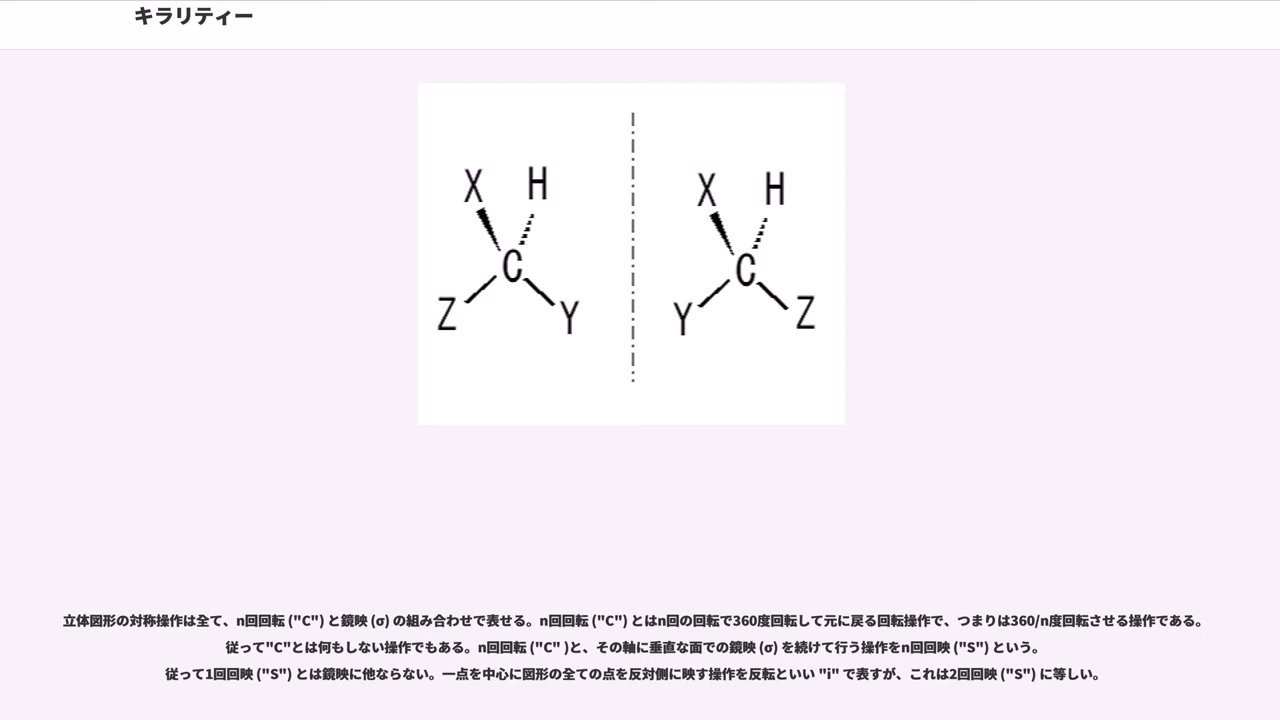 キラリティー
X H X H
C C
Z Y Y Z
立体図形の対称操作は全て、n回回転 ("C") と鏡映 (σ) の組み合わせで表せる。n回回転 ("C") とはn回の回転で360度回転して元に戻る回転操作で、つまりは360/n度回転させる操作である。
従って"C"とは何もしない操作でもある。n回回転 ("C" )と、その軸に垂直な面での鏡映 (σ) を続けて行う操作をn回回映 ("S") という。
従って1回回映 ("S") とは鏡映に他ならない。一点を中心に図形の全ての点を反対側に映す操作を反転といい "i" で表すが、これは2回回映 ("S") に等しい。